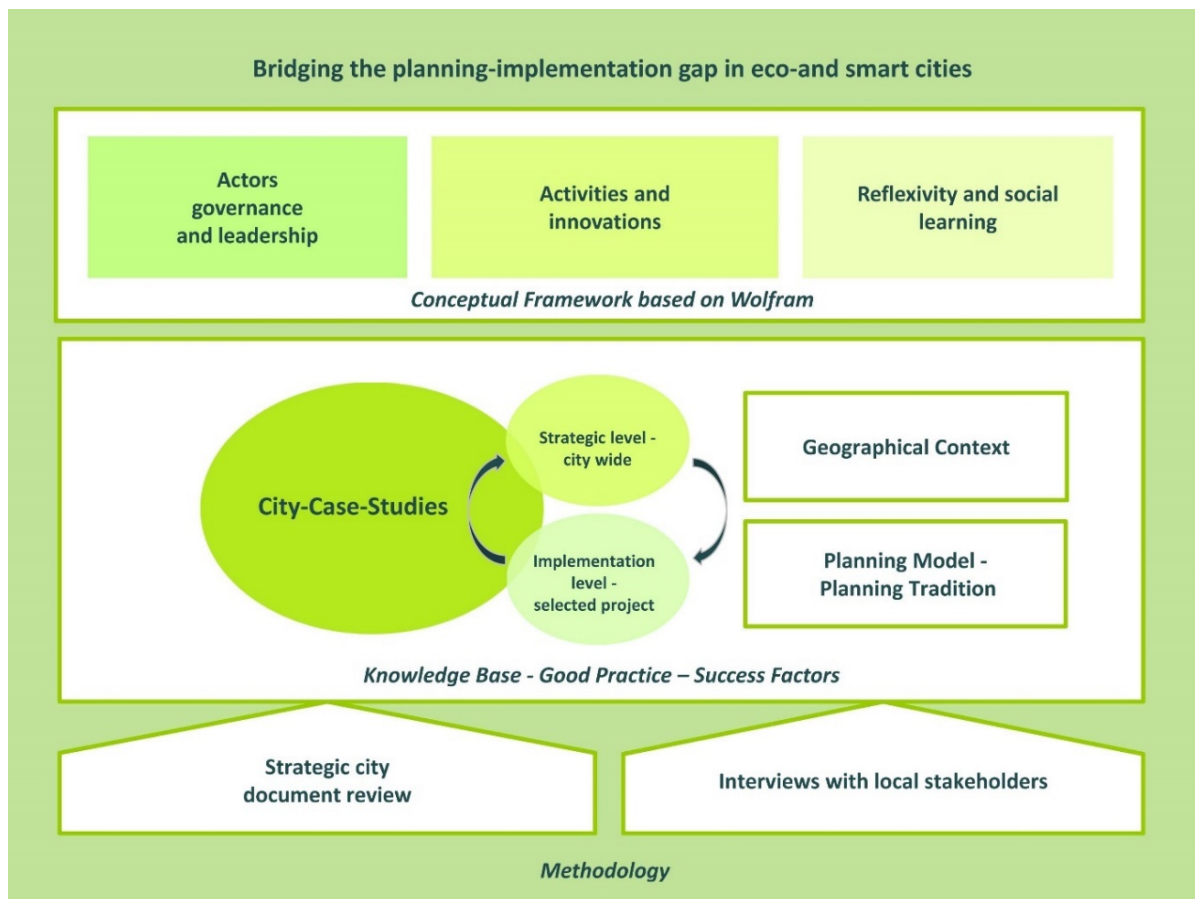 Bridging the planning-implementation gap in eco-and smart cities
Actors
governance
and leadership
Activities and
innovations
Reflexivity and social
learning
Conceptual Framework based on Wolfram
City-Case-Studies
Strategic level -
city wide
Implementation
level -
selected project
Geographical Context
Planning Model -
Planning Tradition
Knowledge Base - Good Practice – Success Factors
Strategic city
document review
Interviews with local stakeholders
Methodology